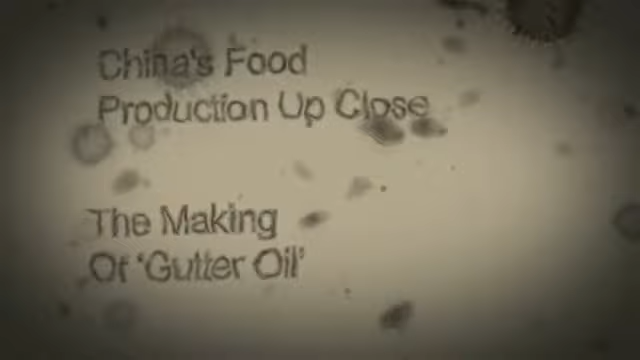 China's Food
Production Up Close
The Making
Of 'Gutter Oil'